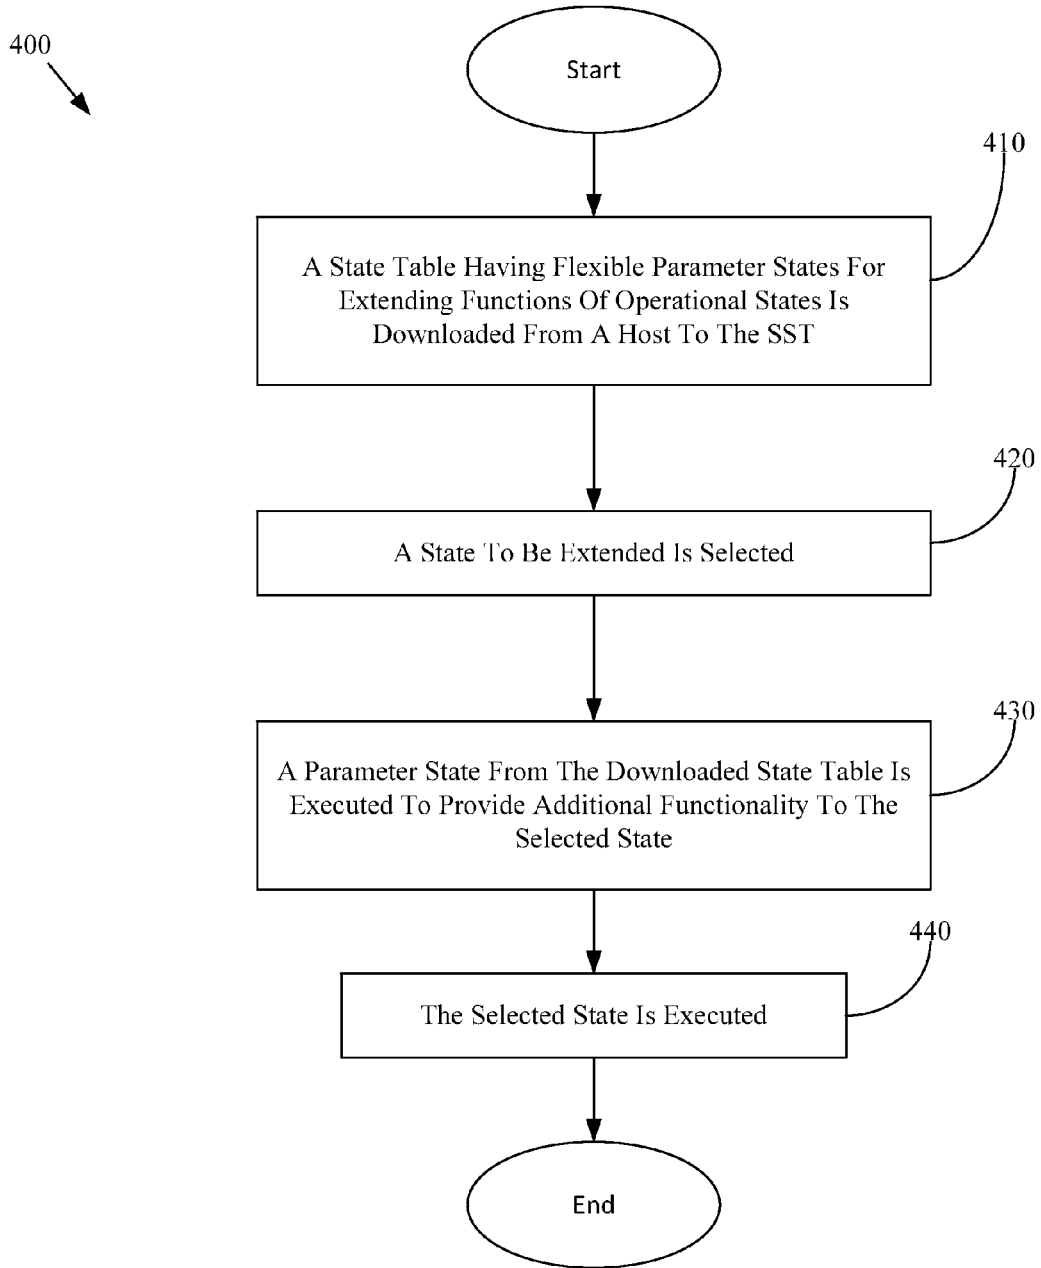 400
Start
410
A State Table Having Flexible Parameter States For
Extending Functions Of Operational States Is
Downloaded From A Host To The SST
420
A State To Be Extended Is Selected
430
A Parameter State From The Downloaded State Table Is
Executed To Provide Additional Functionality To The
Selected State
440
The Selected State Is Executed
End